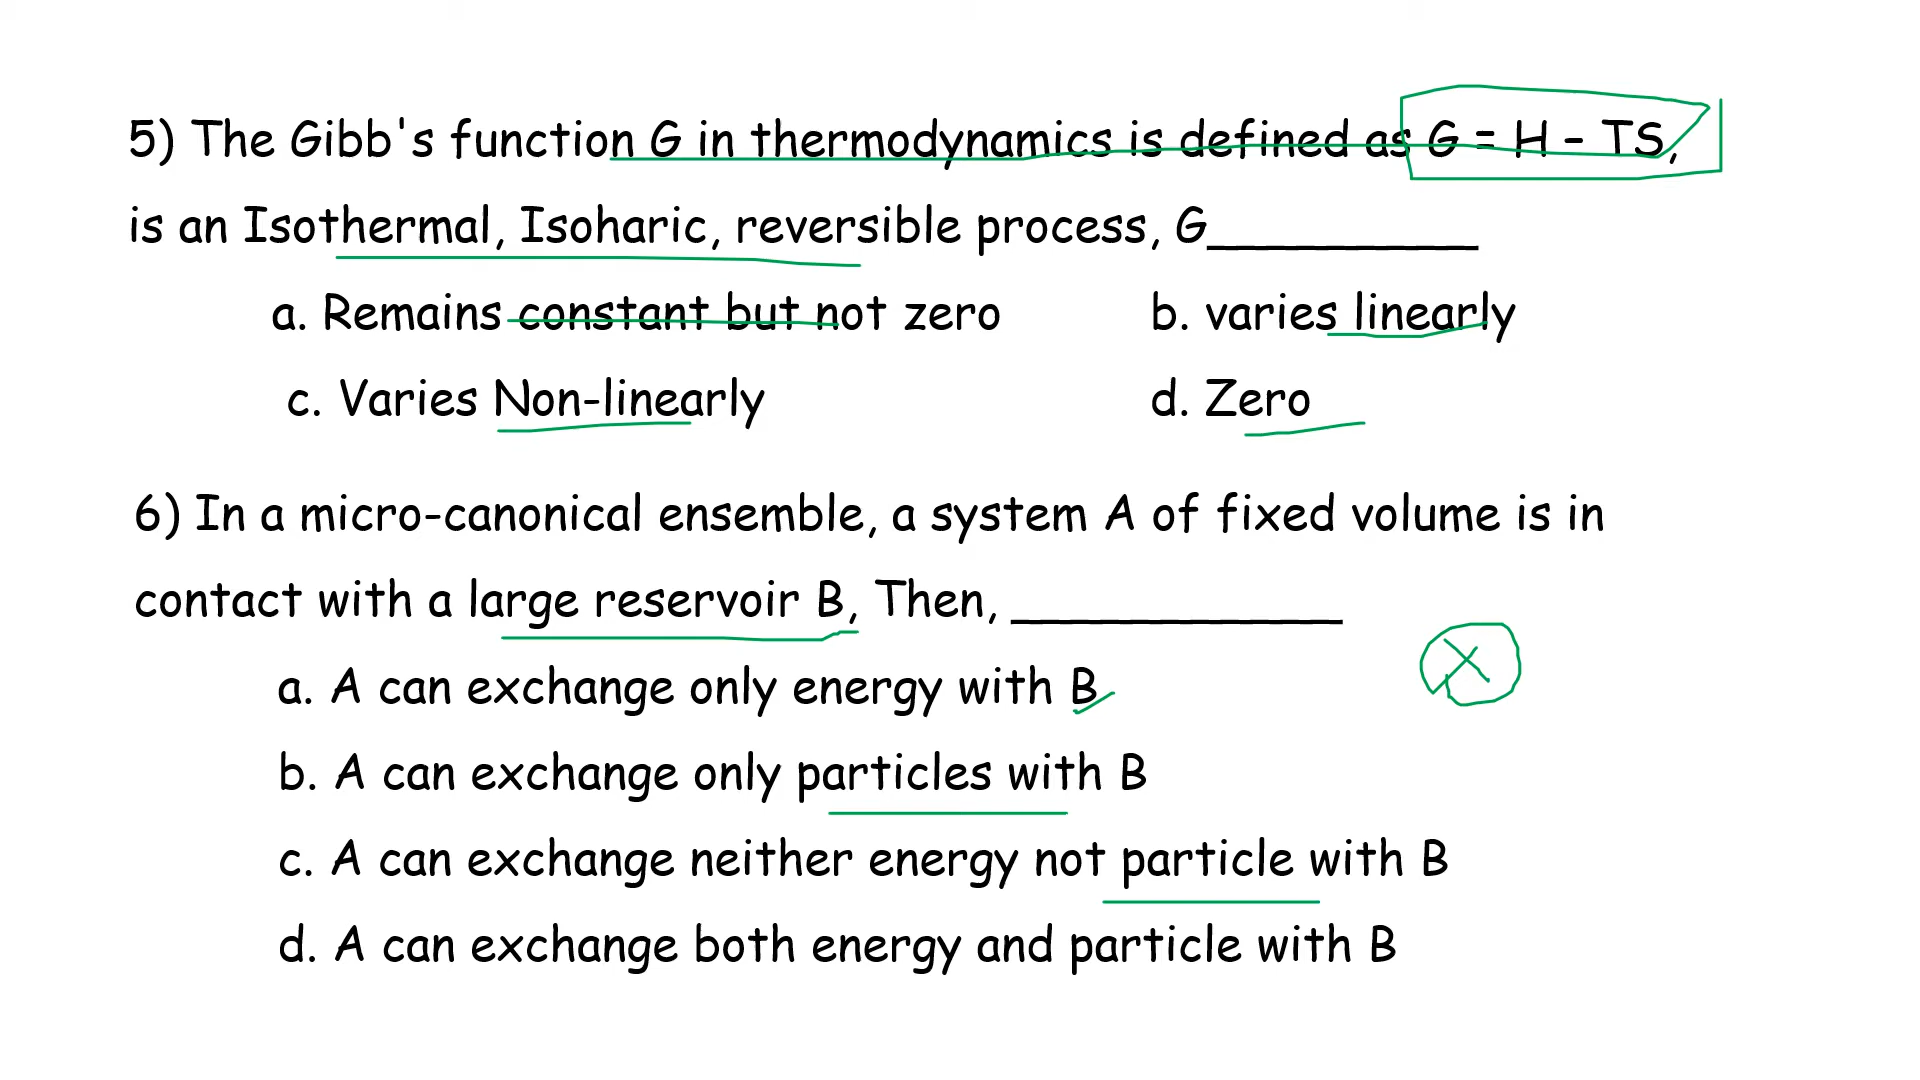 5) The Gibb's function G in thermodynamics is defined as G = H – TS,
is an Isothermal, Isoharic, reversible process, G_________
a. Remains constant but not zero b. varies linearly
c. Varies Non-linearly d. Zero
6) In a micro-canonical ensemble, a system A of fixed volume is in
contact with a large reservoir B, Then, ___________
a. A can exchange only energy with B
b. A can exchange only particles with B
c. A can exchange neither energy not particle with B
d. A can exchange both energy and particle with B